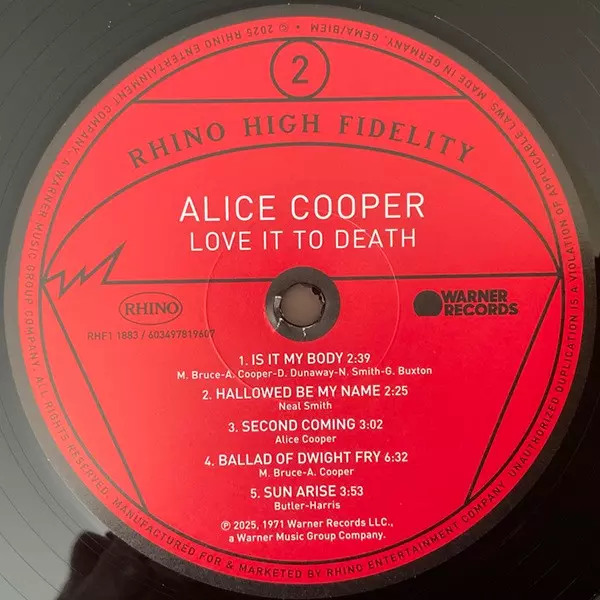 2
RHINO HIGH FIDELITY
ALICE COOPER
LOVE IT TO DEATH
RHINO
WARNER
RECORDS
RHF1 1883 / 603497819607
1. IS IT MY BODY 2:39
M. Bruce-A. Cooper-D. Dunaway-N. Smith-G. Buxton
2. HALLOWED BE MY NAME 2:25
Neal Smith
3. SECOND COMING 3:02
Alice Cooper
4. BALLAD OF DWIGHT FRY 6:32
M. Bruce-A. Cooper
5. SUN ARISE 3:53
Butler-Harris
℗ 2025, 1971 Warner Records LLC.,
a Warner Music Group Company.
℗© 2025 RHINO ENTERTAINMENT COMPANY, A WARNER MUSIC GROUP COMPANY. ALL RIGHTS RESERVED. MANUFACTURED FOR & MARKETED BY RHINO ENTERTAINMENT COMPANY. UNAUTHORIZED DUPLICATION IS A VIOLATION OF APPLICABLE LAWS. MADE IN GERMANY. GEMA/BIEM •